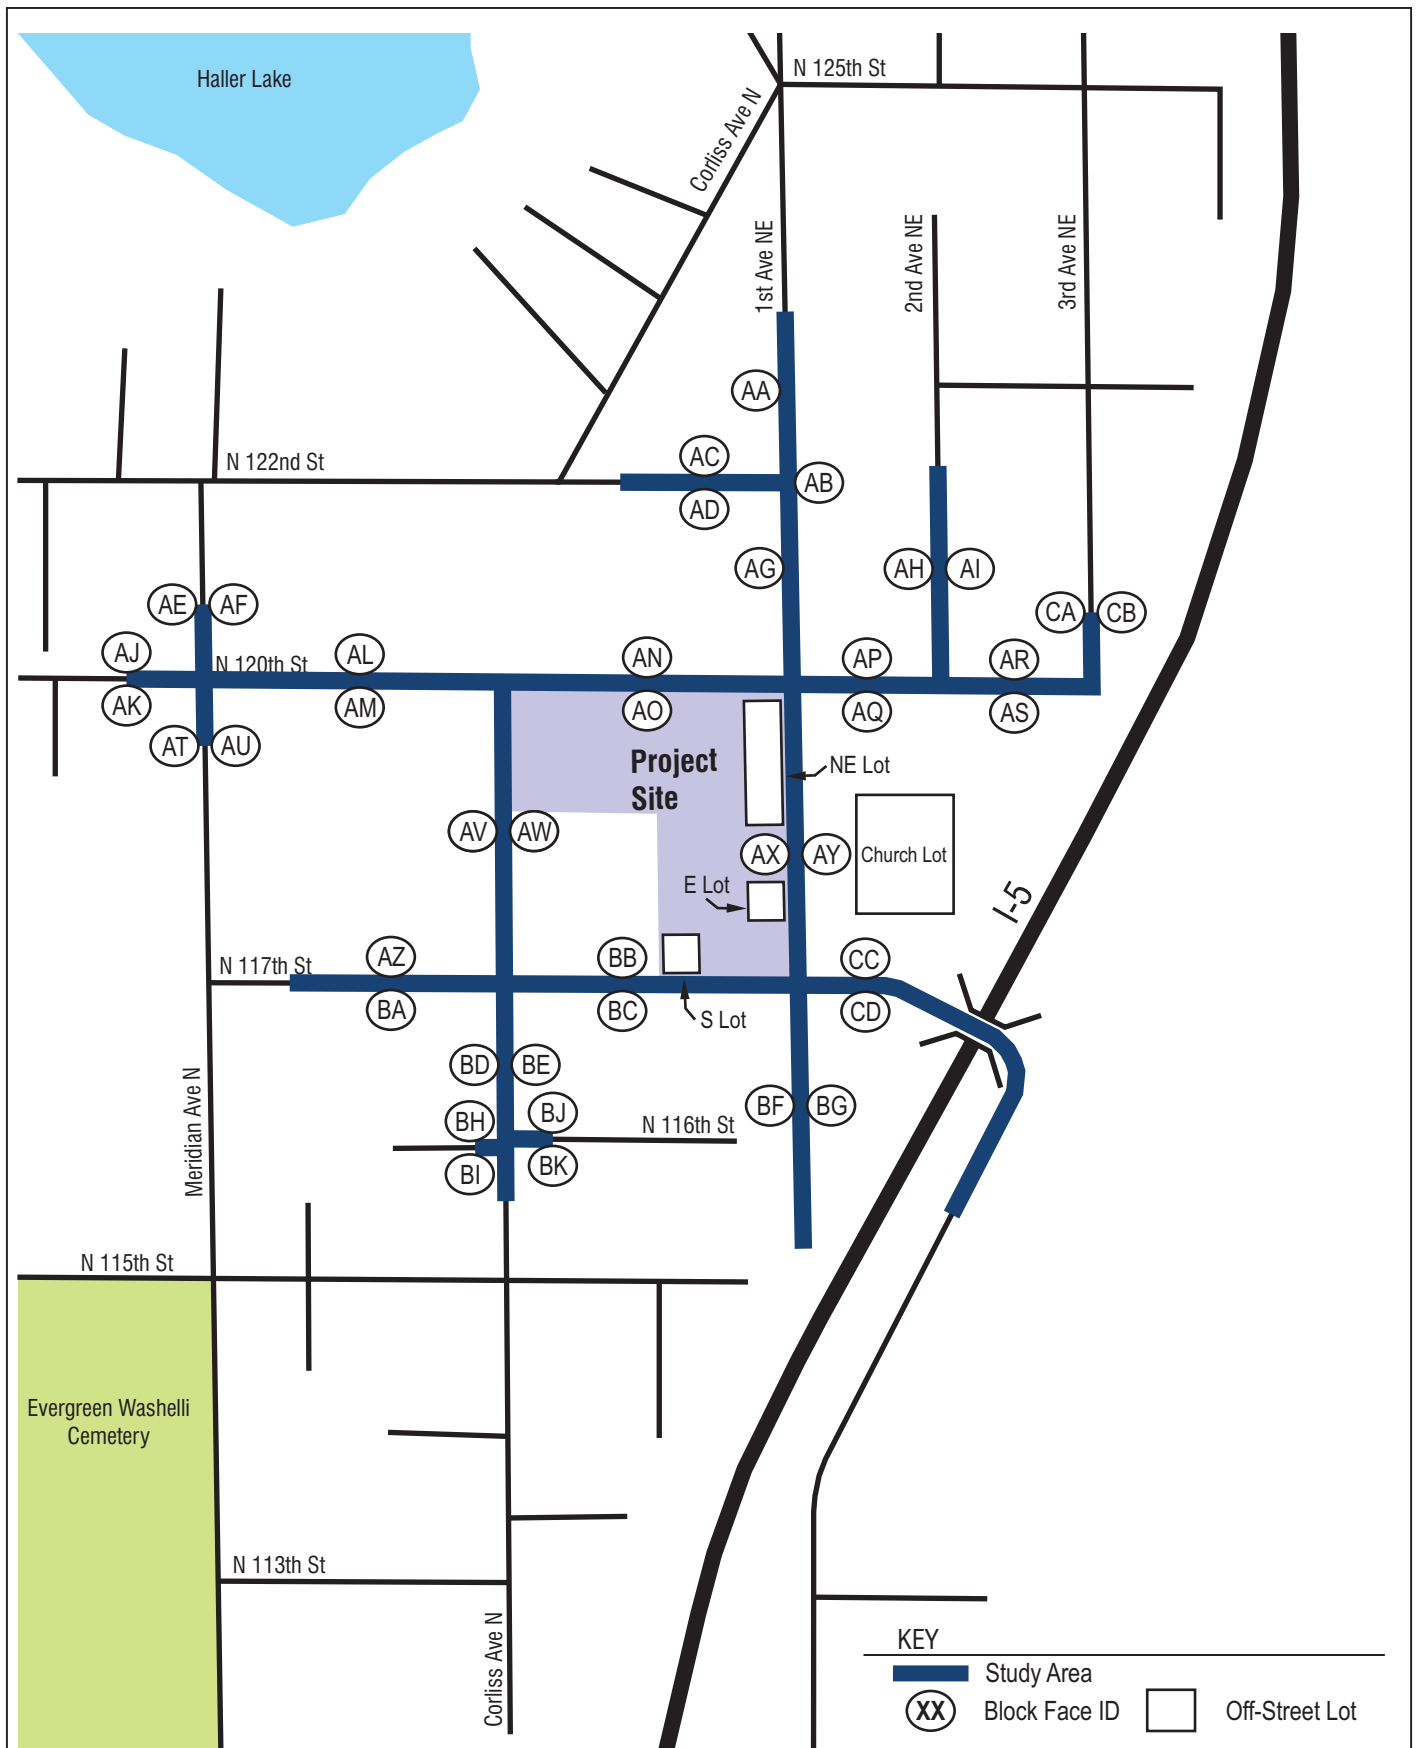 Haller Lake
N 125th St
Corliss Ave N
1st Ave NE
2nd Ave NE
3rd Ave NE
AA
N 122nd St
AC
AB
AD
AG
AH
AI
AE
AF
CA
CB
AJ
N 120th St
AL
AN
AP
AR
AK
AM
AO
AQ
AS
AT
AU
Project
Site
NE Lot
AV
AW
AX
AY
Church Lot
E Lot
I-5
N 117th St
AZ
BB
CC
BA
BC
S Lot
CD
BD
BE
Meridian Ave N
BH
BJ
N 116th St
BF
BG
BI
BK
N 115th St
Evergreen Washelli
Cemetery
N 113th St
Corliss Ave N
KEY
Study Area
XX
Block Face ID
Off-Street Lot